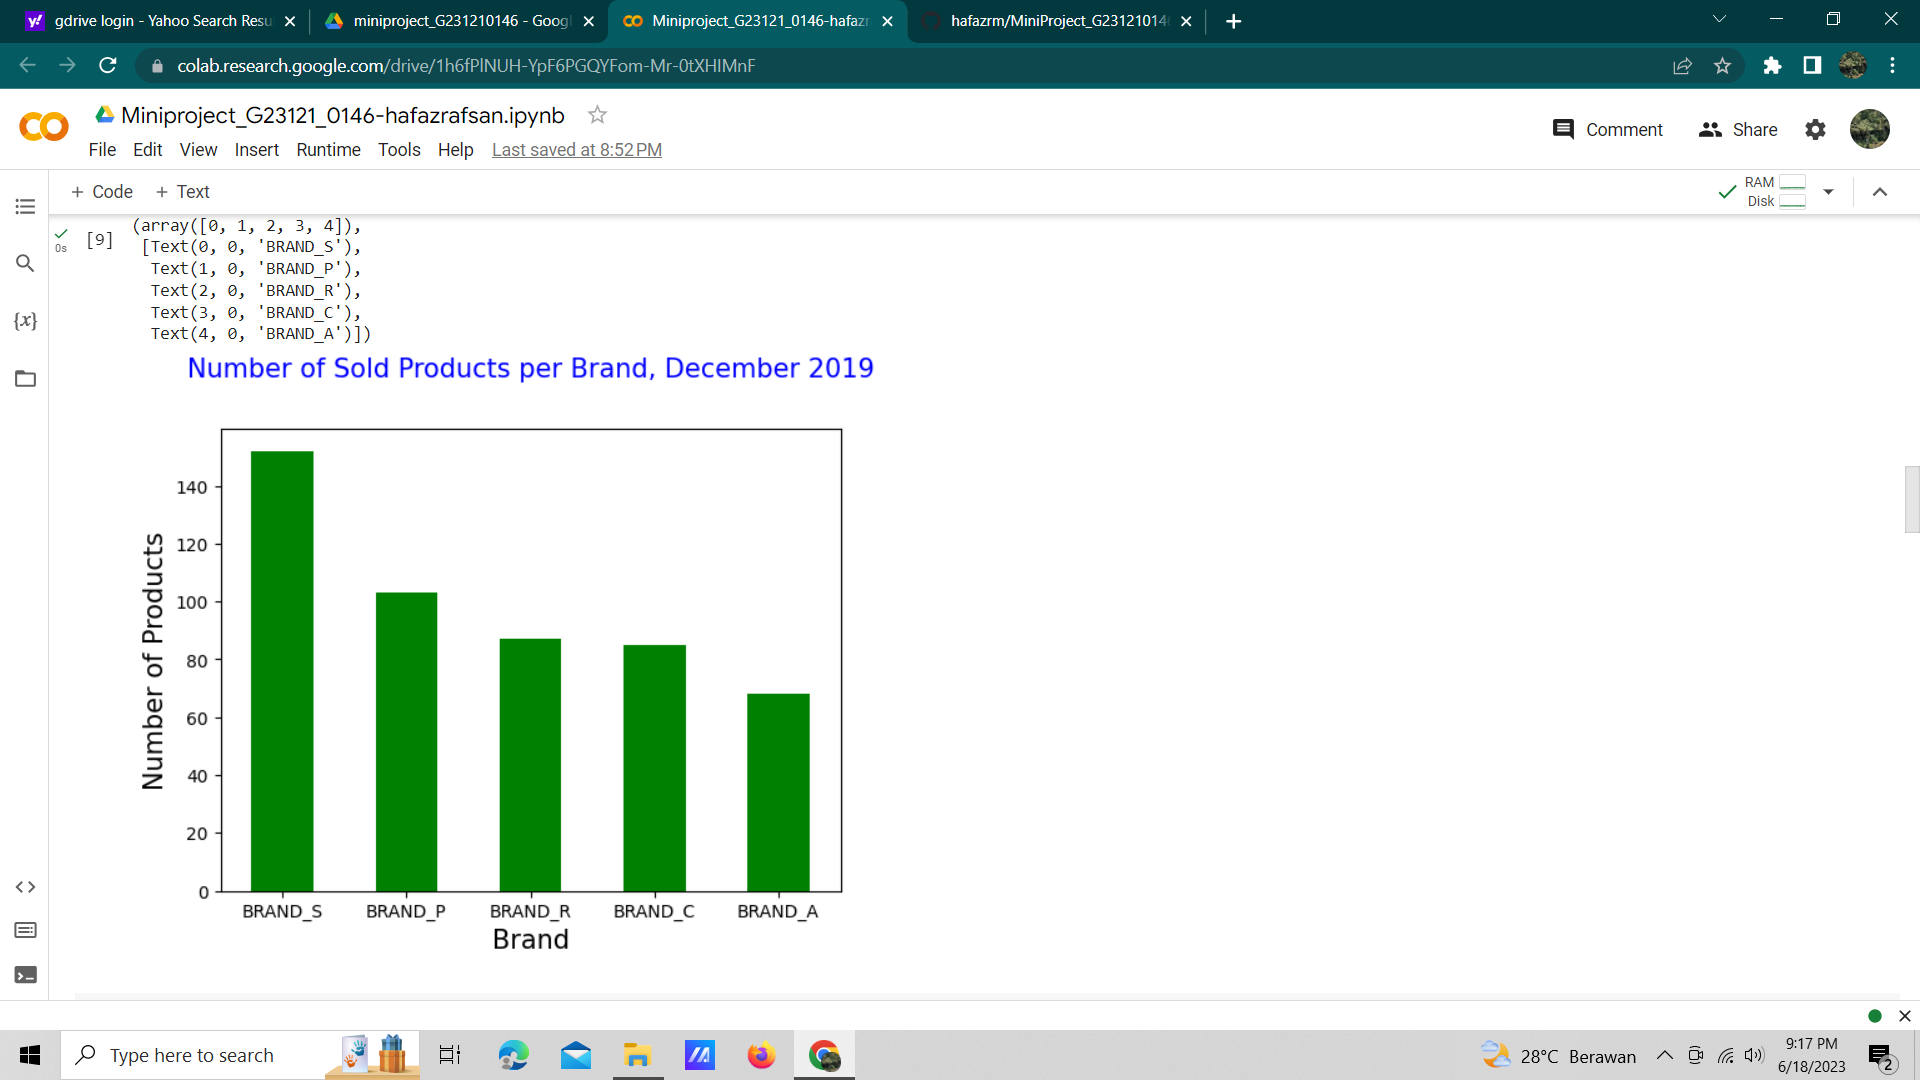 gdrive login - Yahoo Search Resu
miniproject_G231210146 - Goog
Miniproject_G23121_0146-hafazr
hafazrm/MiniProject_G23121014
colab.research.google.com/drive/1h6fPlNUH-YpF6PGQYFom-Mr-0tXHIMnF
Miniproject_G23121_0146-hafazrafsan.ipynb
Comment
Share
File Edit View Insert Runtime Tools Help Last saved at 8:52 PM
+ Code + Text
RAM
Disk
0s
[9]
(array([0, 1, 2, 3, 4]),
[Text(0, 0, 'BRAND_S'),
Text(1, 0, 'BRAND_P'),
Text(2, 0, 'BRAND_R'),
Text(3, 0, 'BRAND_C'),
Text(4, 0, 'BRAND_A')])
{x}
Number of Sold Products per Brand, December 2019
Number of Products
140
120
100
80
60
40
20
0
BRAND_S BRAND_P BRAND_R BRAND_C BRAND_A
Brand
Type here to search
28°C Berawan
9:17 PM
6/18/2023
2